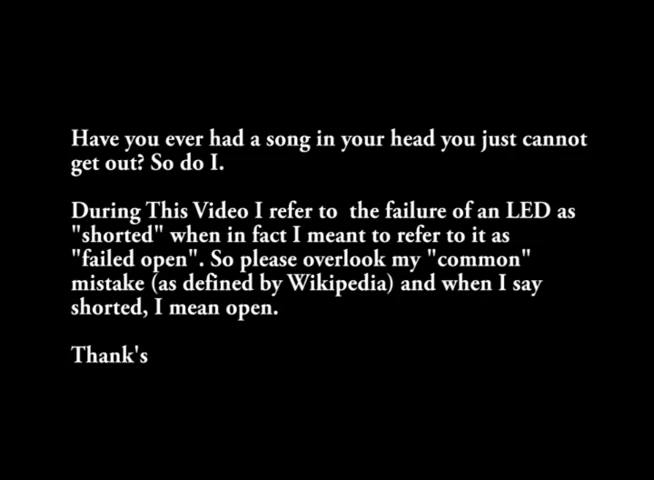 Have you ever had a song in your head you just cannot
get out? So do I.
During This Video I refer to  the failure of an LED as
"shorted" when in fact I meant to refer to it as
"failed open". So please overlook my "common"
mistake (as defined by Wikipedia) and when I say
shorted, I mean open.
Thank's